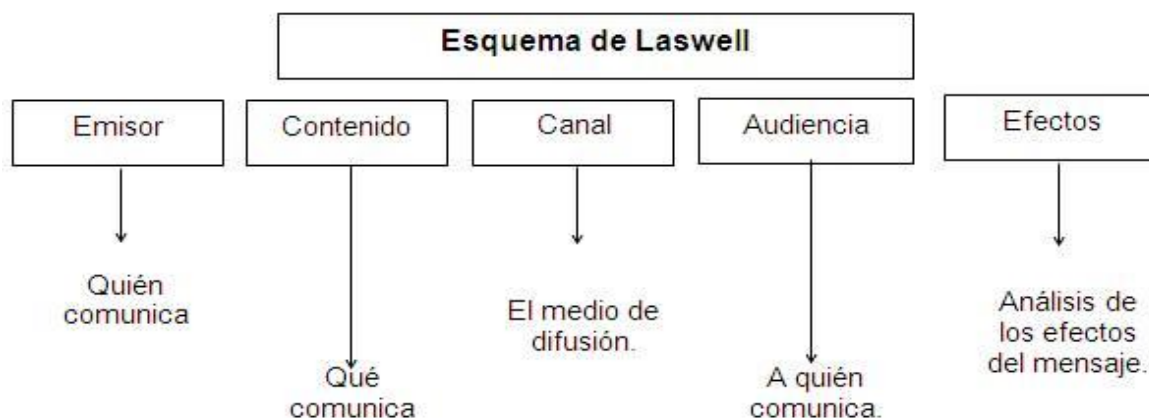 Esquema de Laswell
Emisor
Contenido
Canal
Audiencia
Efectos
Quién
comunica
Qué
comunica
El medio de
difusión.
A quién
comunica.
Análisis de
los efectos
del mensaje.